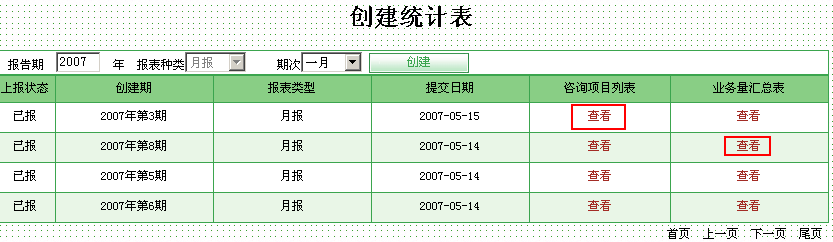 创建统计表
报告期 2007 年 报表种类 月报 期次 一月 创建
上报状态 创建期 报表类型 提交日期 咨询项目列表 业务量汇总表
已报 2007年第3期 月报 2007-05-15 查看 查看
已报 2007年第8期 月报 2007-05-14 查看 查看
已报 2007年第5期 月报 2007-05-14 查看 查看
已报 2007年第6期 月报 2007-05-14 查看 查看
首页 上一页 下一页 尾页